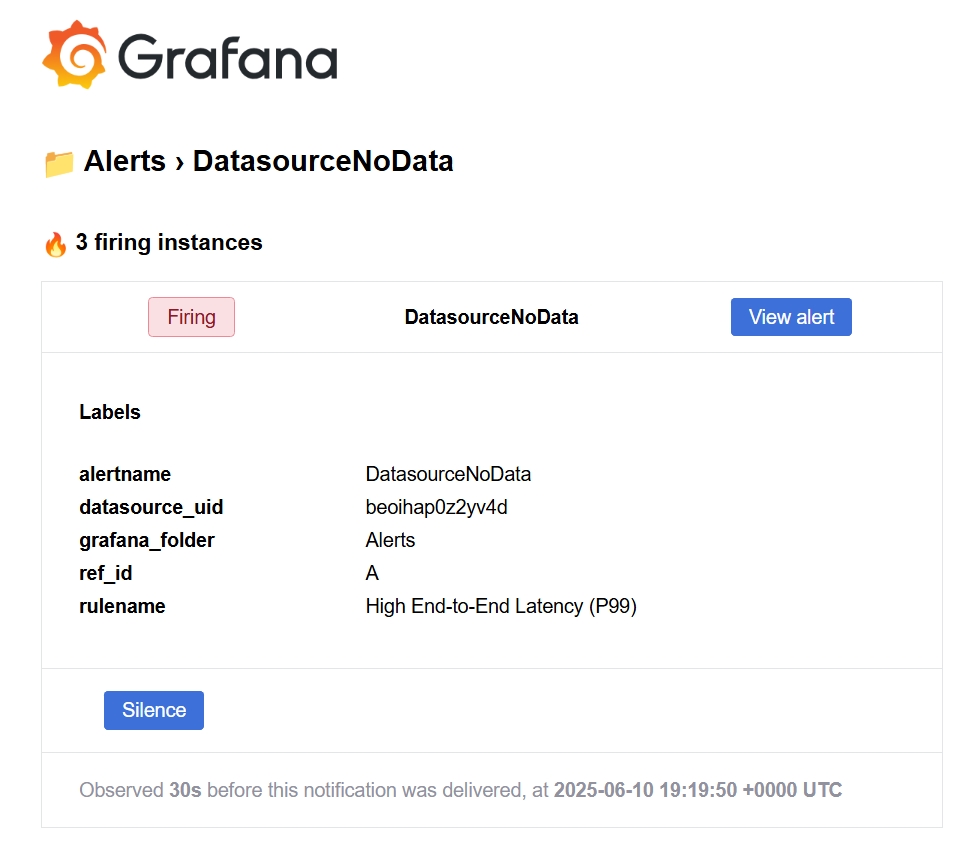 Grafana
Alerts › DatasourceNoData
3 firing instances
Firing DatasourceNoData View alert
Labels
alertname DatasourceNoData
datasource_uid beoihap0z2yv4d
grafana_folder Alerts
ref_id A
rulename High End-to-End Latency (P99)
Silence
Observed 30s before this notification was delivered, at 2025-06-10 19:19:50 +0000 UTC